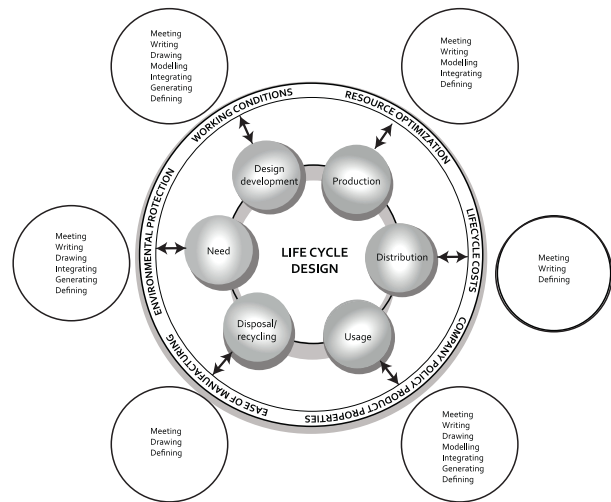 Meeting
Writing
Drawing
Modelling
Integrating
Generating
Defining
Meeting
Writing
Modelling
Integrating
Defining
WORKING CONDITIONS
RESOURCE OPTIMIZATION
ENVIRONMENTAL PROTECTION
LIFECYCLE COSTS
EASE OF MANUFACTURING
COMPANY POLICY PRODUCT PROPERTIES
Design
development
Production
Need
LIFE CYCLE
DESIGN
Distribution
Disposal/
recycling
Usage
Meeting
Writing
Drawing
Integrating
Generating
Defining
Meeting
Writing
Defining
Meeting
Drawing
Defining
Meeting
Writing
Drawing
Modelling
Integrating
Generating
Defining